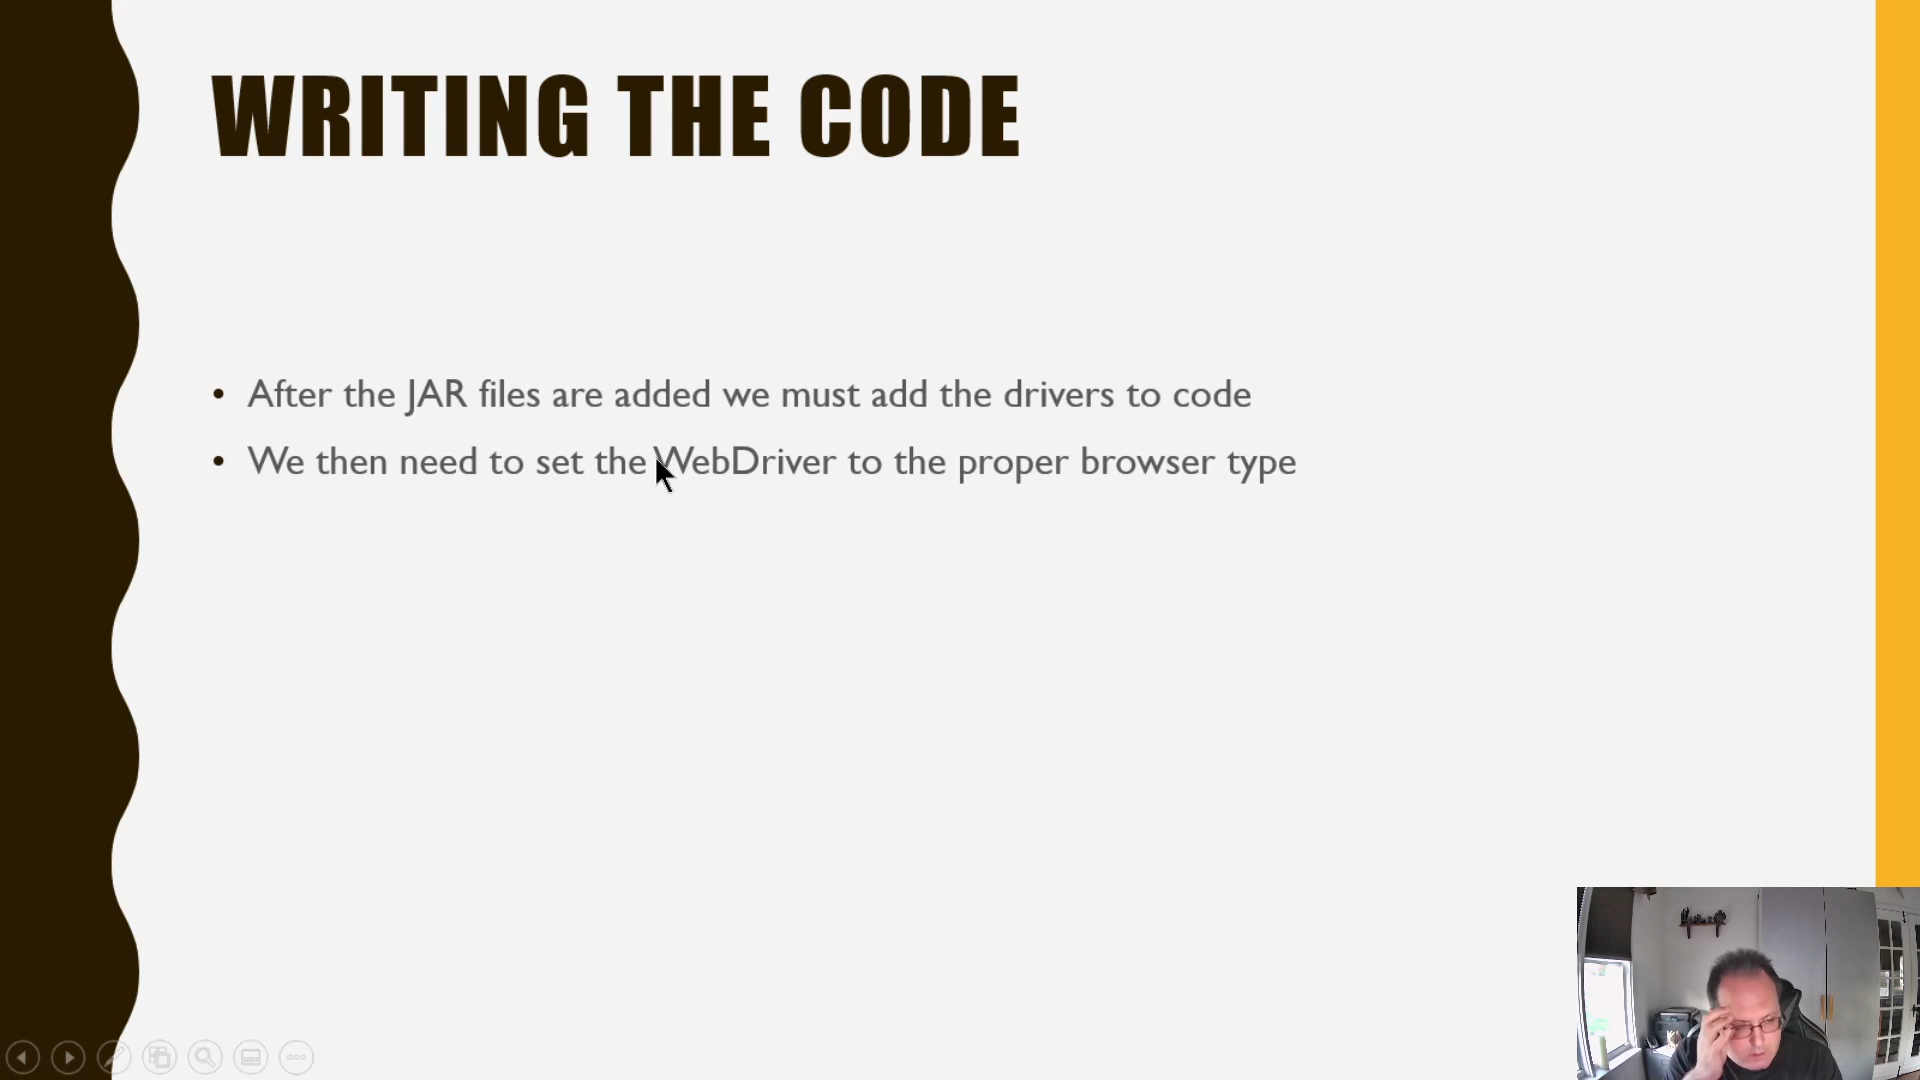 WRITING THE CODE
• After the JAR files are added we must add the drivers to code
• We then need to set the WebDriver to the proper browser type